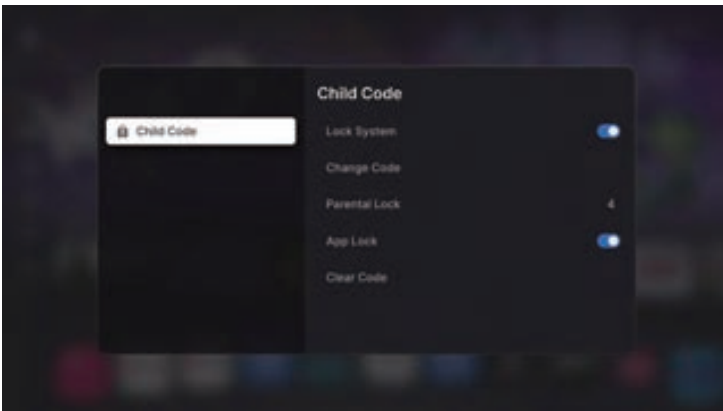 Child Code
Child Code
Lock System
Change Code
Parental Lock 4
App Lock
Clear Code